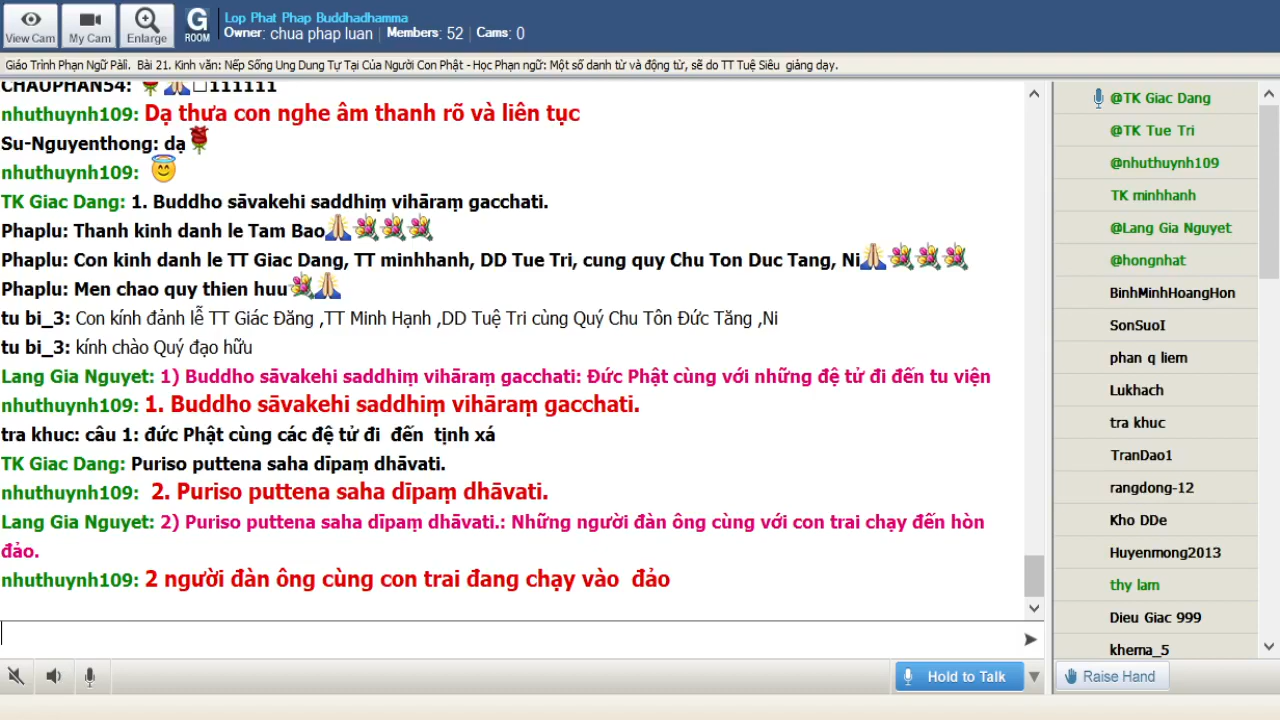 View Cam
My Cam
Enlarge
G
ROOM
Lop Phat Phap Buddhadhamma
Owner: chua phap luan Members: 52 Cams: 0
Giáo Trình Phạn Ngữ Pàli. Bài 21. Kinh văn: Nếp Sống Ung Dung Tự Tại Của Người Con Phật - Học Phạn ngữ: Một số danh từ và động từ, sẽ do TT Tuệ Siêu giảng dạy.
CHAUPHAN54: 111111
nhuthuynh109: Dạ thưa con nghe âm thanh rõ và liên tục
Su-Nguyenthong: dạ
nhuthuynh109:
TK Giac Dang: 1. Buddho sāvakehi saddhiṃ vihāraṃ gacchati.
Phaplu: Thanh kinh danh le Tam Bao
Phaplu: Con kinh danh le TT Giac Dang, TT minhhanh, DD Tue Tri, cung quy Chu Ton Duc Tang, Ni
Phaplu: Men chao quy thien huu
tu bi_3: Con kính đảnh lễ TT Giác Đăng ,TT Minh Hạnh ,DD Tuệ Tri cùng Quý Chu Tôn Đức Tăng ,Ni
tu bi_3: kính chào Quý đạo hữu
Lang Gia Nguyet: 1) Buddho sāvakehi saddhiṃ vihāraṃ gacchati: Đức Phật cùng với những đệ tử đi đến tu viện
nhuthuynh109: 1. Buddho sāvakehi saddhiṃ vihāraṃ gacchati.
tra khuc: câu 1: đức Phật cùng các đệ tử đi đến tịnh xá
TK Giac Dang: Puriso puttena saha dīpaṃ dhāvati.
nhuthuynh109: 2. Puriso puttena saha dīpaṃ dhāvati.
Lang Gia Nguyet: 2) Puriso puttena saha dīpaṃ dhāvati.: Những người đàn ông cùng với con trai chạy đến hòn
đảo.
nhuthuynh109: 2 người đàn ông cùng con trai đang chạy vào đảo
Hold to Talk
@TK Giac Dang
@TK Tue Tri
@nhuthuynh109
TK minhhanh
@Lang Gia Nguyet
@hongnhat
BinhMinhHoangHon
SonSuoI
phan q liem
Lukhach
tra khuc
TranDao1
rangdong-12
Kho DDe
Huyenmong2013
thy lam
Dieu Giac 999
khema_5
Raise Hand